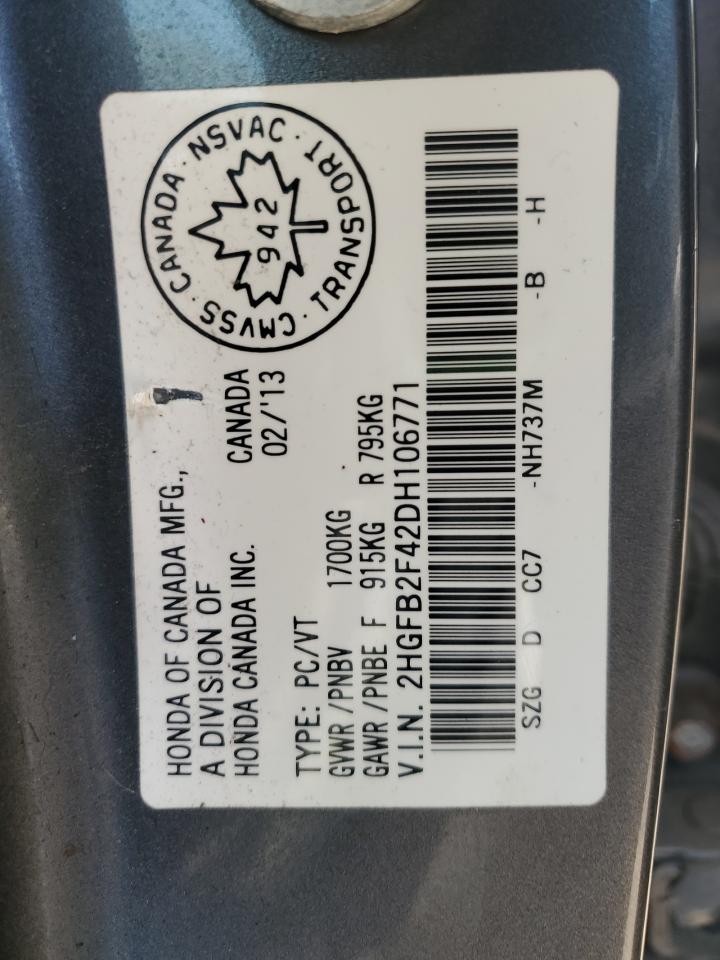 HONDA OF CANADA MFG.,
A DIVISION OF
HONDA CANADA INC.
CANADA
02/'13
CMVSS · CANADA · NSVAC · TRANSPORT ·
942
TYPE: PC/VT
GVWR /PNBV 1700KG
GAWR /PNBE F 915KG R 795KG
V.I.N. 2HGFB2F42DH106771
SZG D CC7 -NH737M -B -H